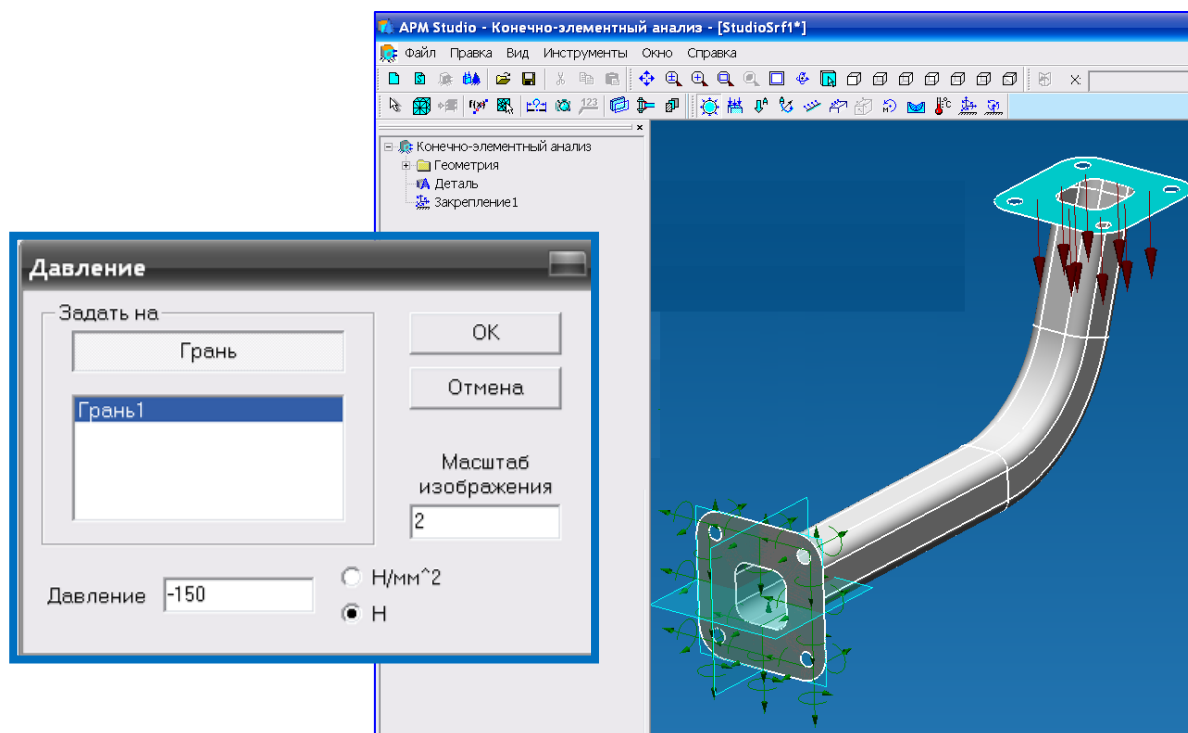 APM Studio - Конечно-элементный анализ - [StudioSrf1*]
Файл Правка Вид Инструменты Окно Справка
Конечно-элементный анализ
Геометрия
Деталь
Закрепление1
Давление
Задать на
Грань
OK
Отмена
Грань1
Масштаб
изображения
2
Давление -150
Н/мм^2
Н